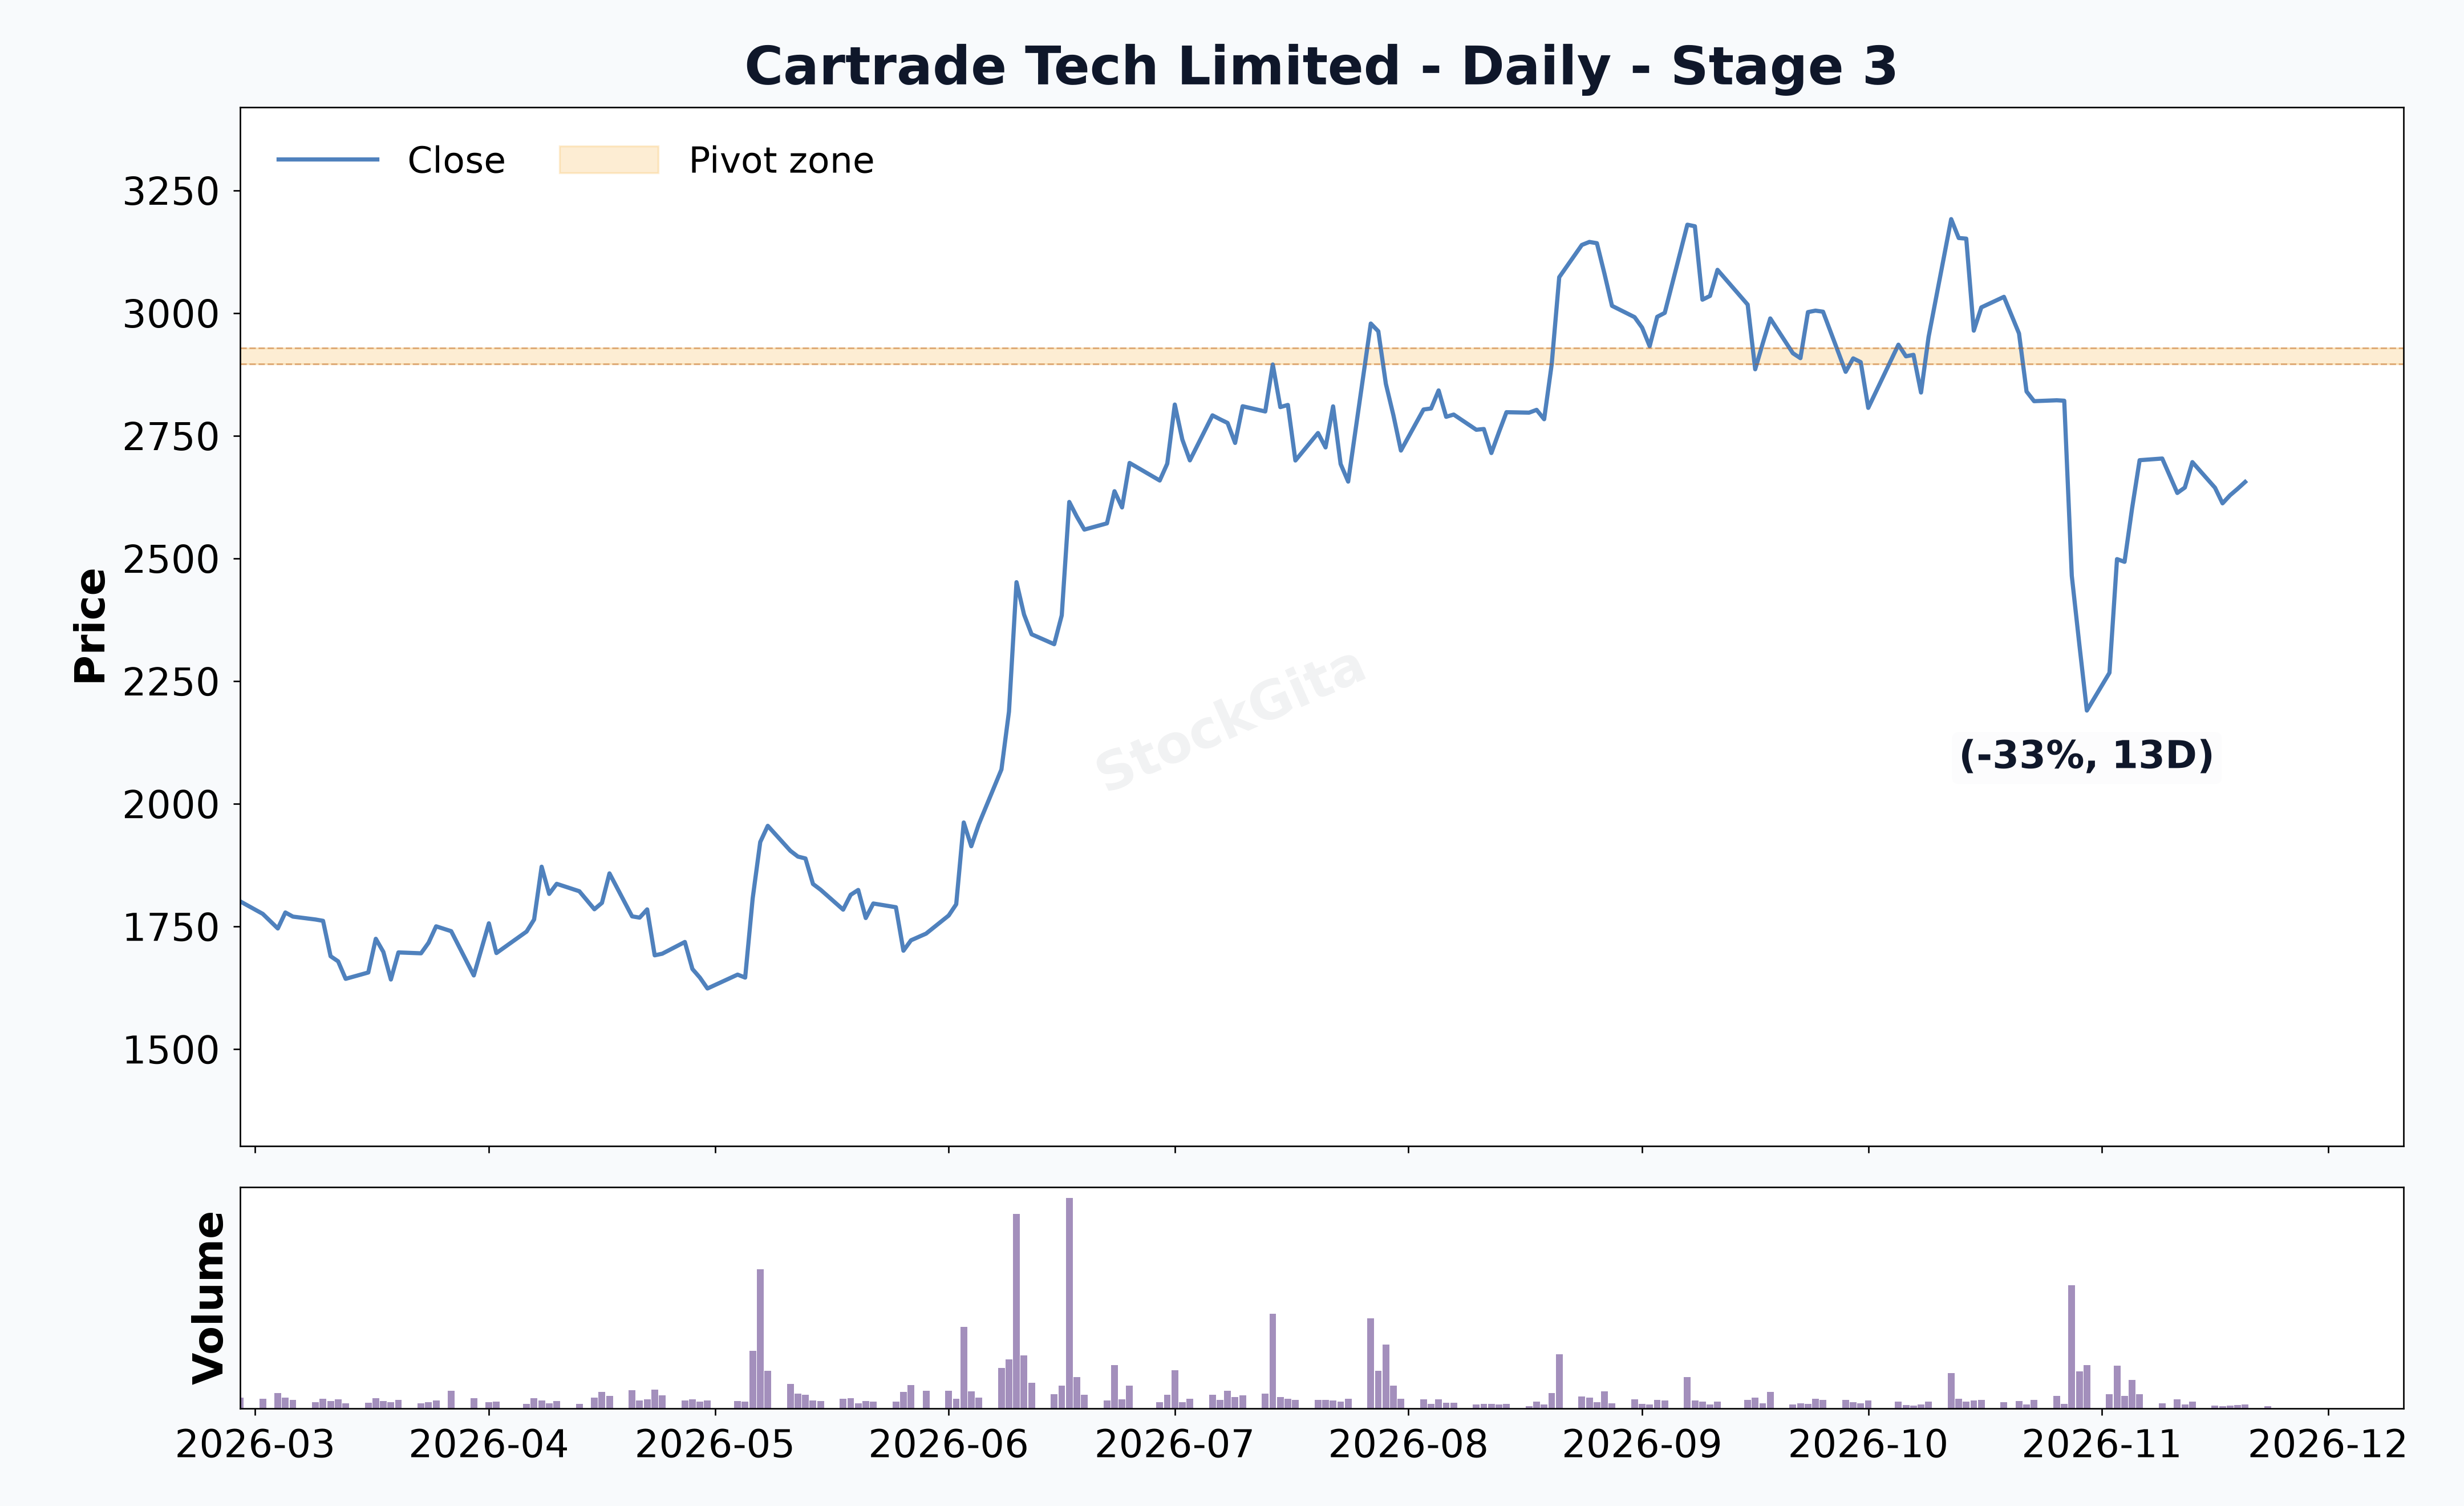 Cartrade Tech Limited - Daily - Stage 3
Close
Pivot zone
3250
3000
2750
2500
2250
2000
1750
1500
Price
StockGita
(-33%, 13D)
Volume
2026-03
2026-04
2026-05
2026-06
2026-07
2026-08
2026-09
2026-10
2026-11
2026-12